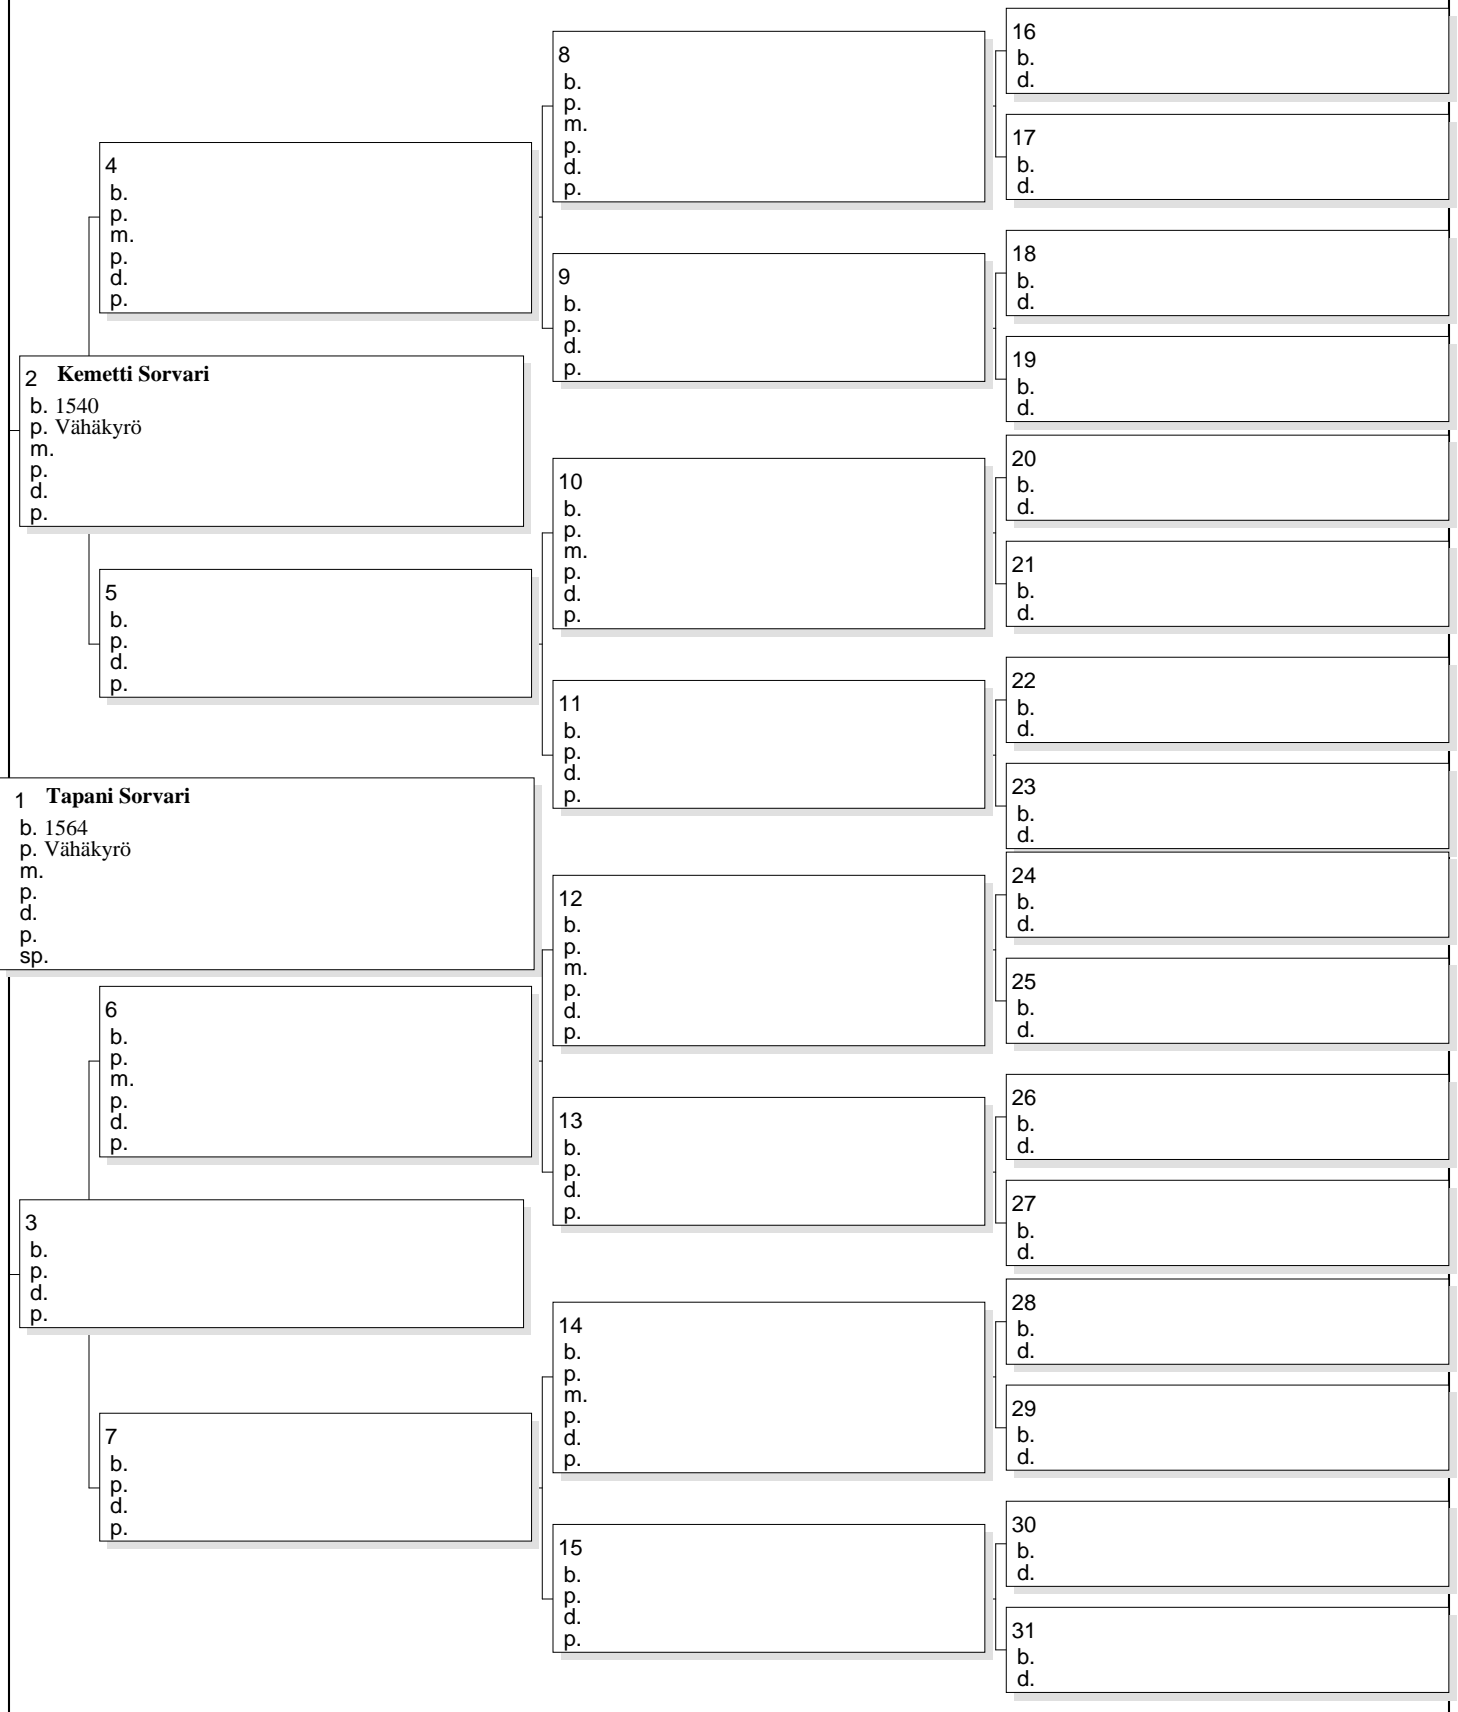 16
b.
d.
8
b.
p.
m.
p.
d.
p.
17
b.
d.
4
b.
p.
m.
p.
d.
p.
18
b.
d.
9
b.
p.
d.
p.
19
b.
d.
2 Kemetti Sorvari
b. 1540
p. Vähäkyrö
m.
p.
d.
p.
20
b.
d.
10
b.
p.
m.
p.
d.
p.
21
b.
d.
5
b.
p.
d.
p.
22
b.
d.
11
b.
p.
d.
p.
23
b.
d.
1 Tapani Sorvari
b. 1564
p. Vähäkyrö
m.
p.
d.
p.
sp.
24
b.
d.
12
b.
p.
m.
p.
d.
p.
25
b.
d.
6
b.
p.
m.
p.
d.
p.
26
b.
d.
13
b.
p.
d.
p.
27
b.
d.
3
b.
p.
d.
p.
28
b.
d.
14
b.
p.
m.
p.
d.
p.
29
b.
d.
7
b.
p.
d.
p.
30
b.
d.
15
b.
p.
d.
p.
31
b.
d.